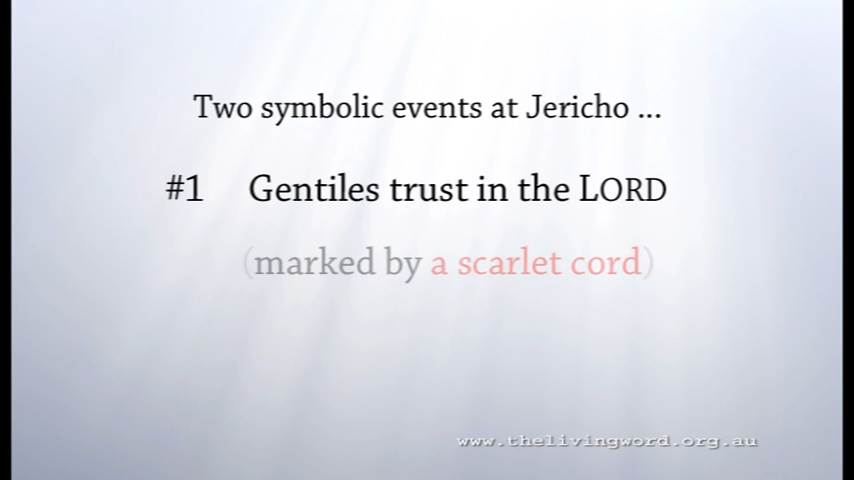 Two symbolic events at Jericho ...
#1 Gentiles trust in the LORD
(marked by a scarlet cord)
www.thelivingword.org.au